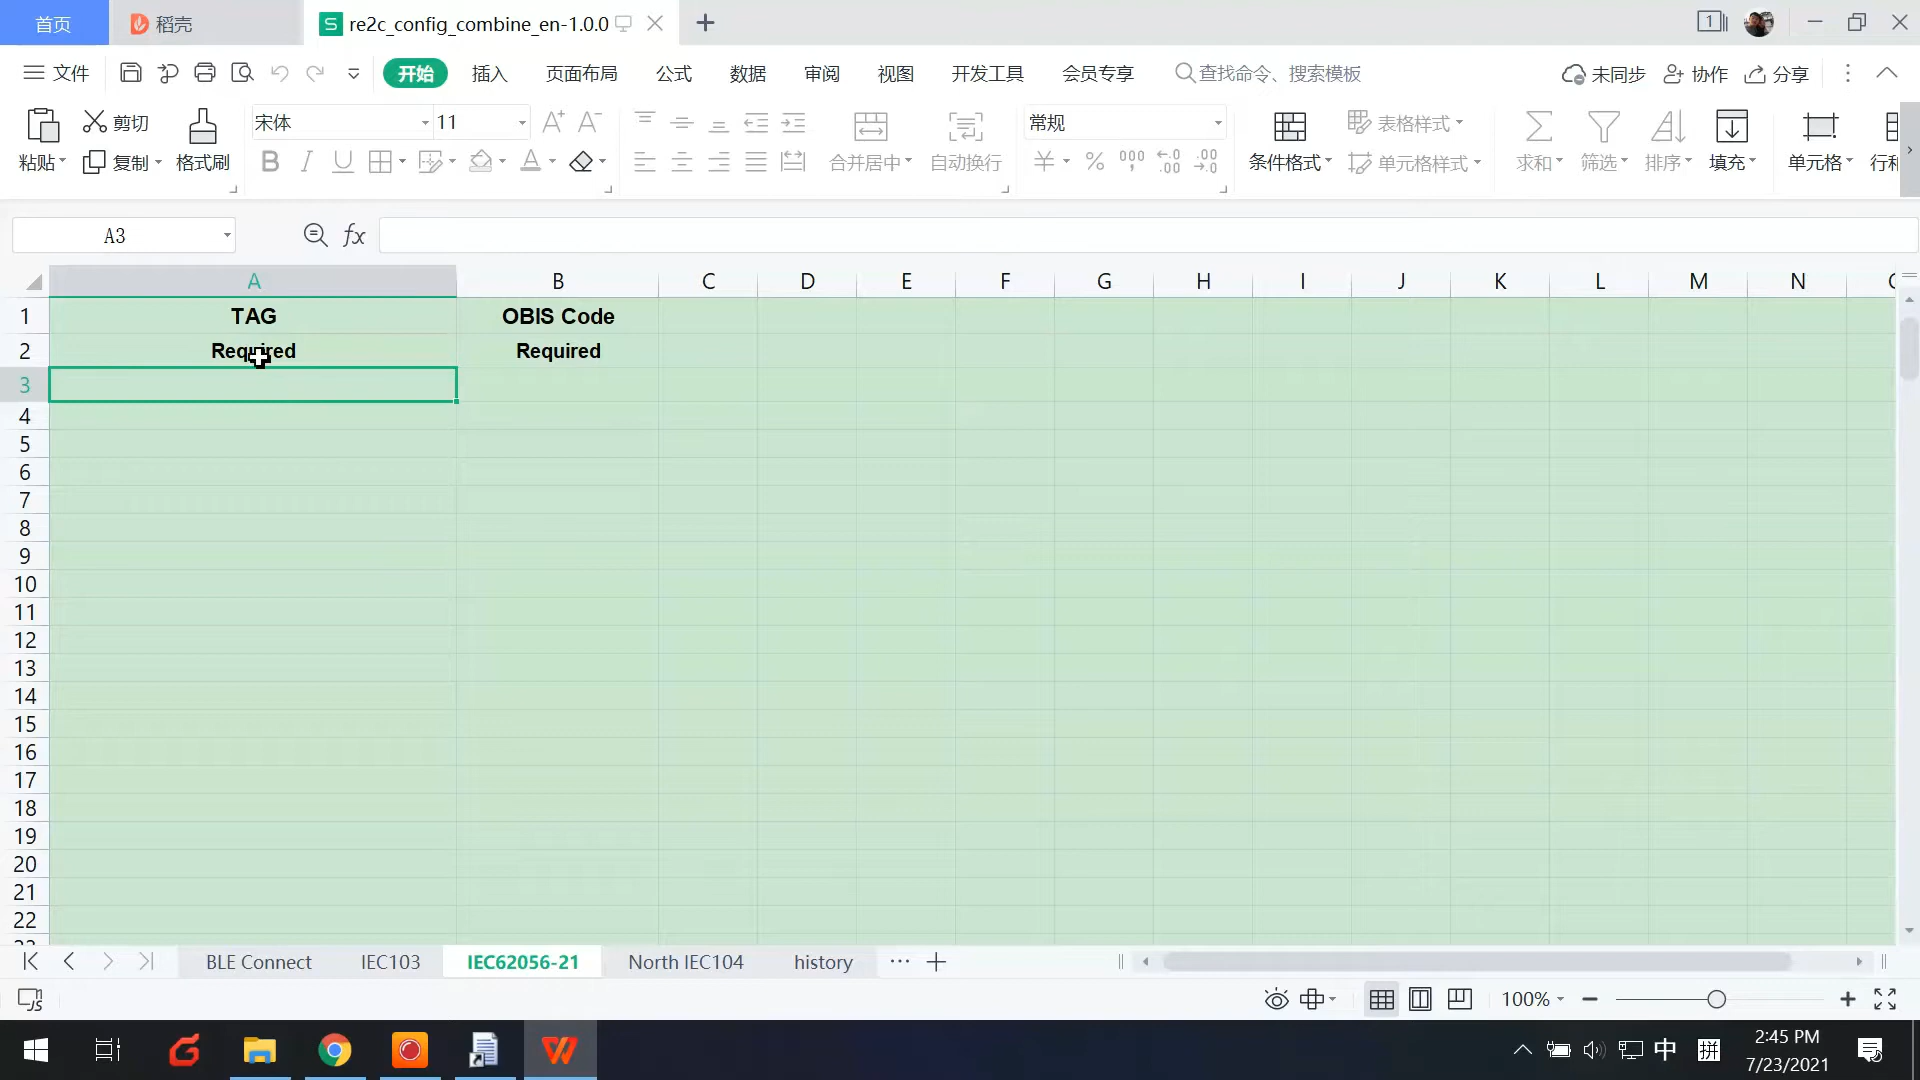 首页 稻壳 re2c_config_combine_en-1.0.0
文件 开始 插入 页面布局 公式 数据 审阅 视图 开发工具 会员专享 查找命令、搜索模板 未同步 协作 分享
剪切 宋体 11 常规 表格样式
粘贴 复制 格式刷 合并居中 自动换行 条件格式 单元格样式 求和 筛选 排序 填充 单元格
A3 fx
A B C D E F G H I J K L M N
1 TAG OBIS Code
2 Required Required
3
4
5
6
7
8
9
10
11
12
13
14
15
16
17
18
19
20
21
22
BLE Connect IEC103 IEC62056-21 North IEC104 history ...
100%
2:45 PM
中 拼
7/23/2021